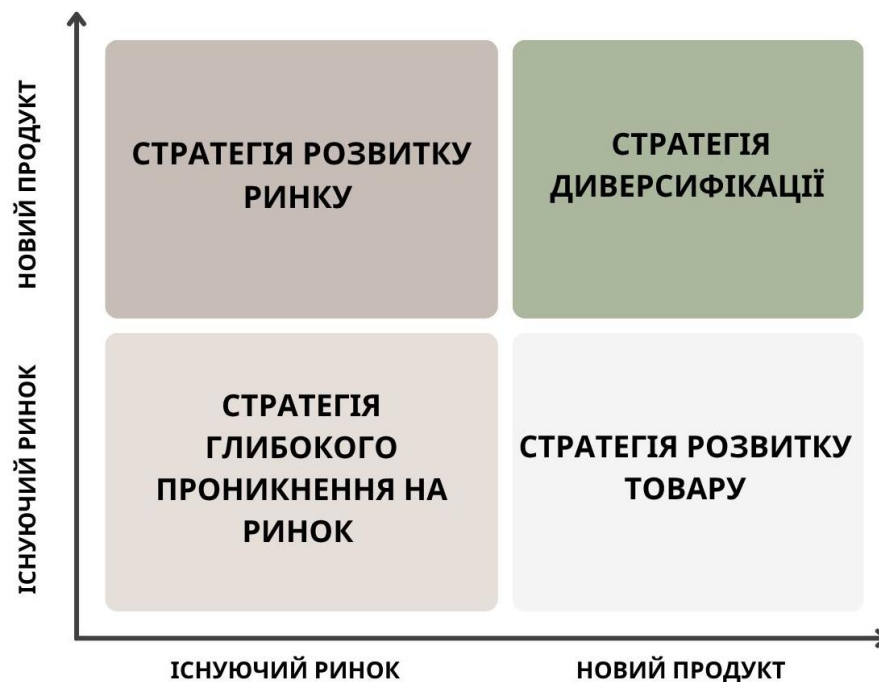 НОВИЙ ПРОДУКТ
СТРАТЕГІЯ РОЗВИТКУ
РИНКУ
СТРАТЕГІЯ
ДИВЕРСИФІКАЦІЇ
ІСНУЮЧИЙ РИНОК
СТРАТЕГІЯ
ГЛИБОКОГО
ПРОНИКНЕННЯ НА
РИНОК
СТРАТЕГІЯ РОЗВИТКУ
ТОВАРУ
ІСНУЮЧИЙ РИНОК
НОВИЙ ПРОДУКТ